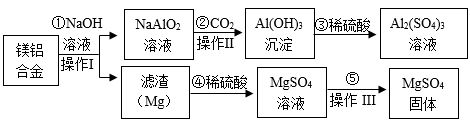 ①NaOH
溶液
操作Ⅰ
镁铝
合金
NaAlO₂
溶液
②CO₂
操作Ⅱ
Al(OH)₃
沉淀
③稀硫酸
Al₂(SO₄)₃
溶液
滤渣
（Mg）
④稀硫酸
MgSO₄
溶液
⑤
操作 III
MgSO₄
固体